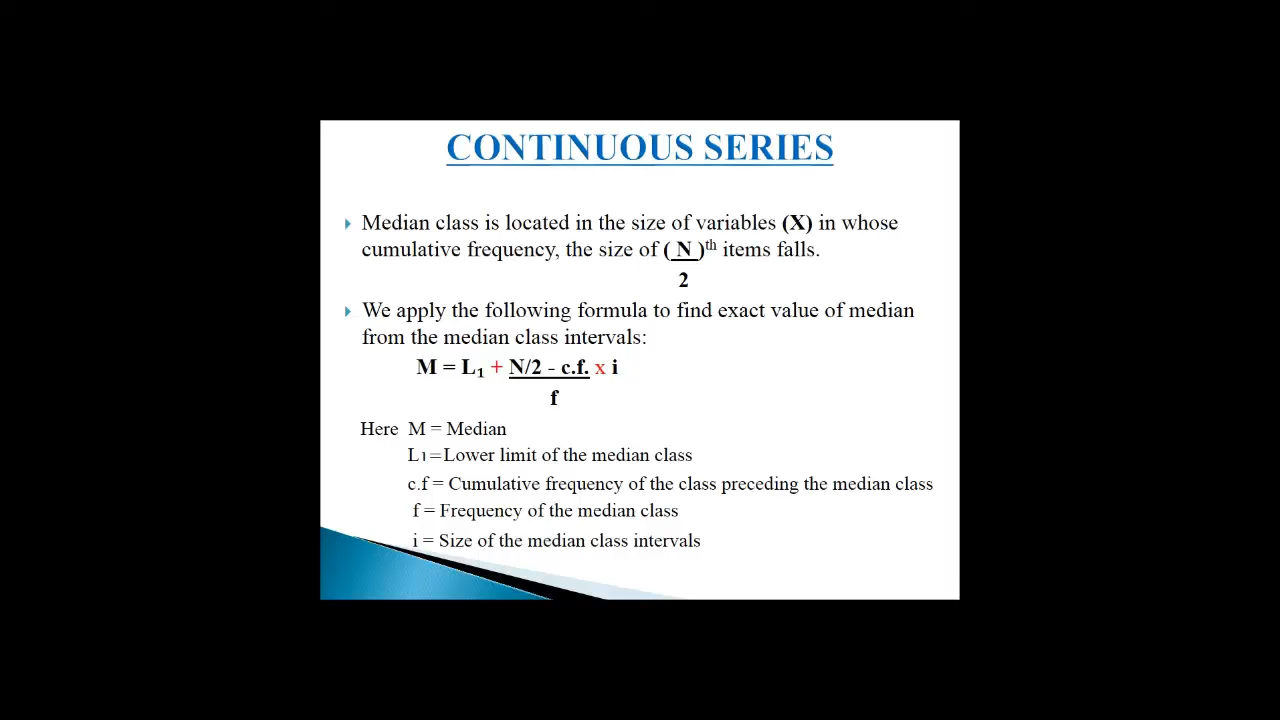 CONTINUOUS SERIES
Median class is located in the size of variables (X) in whose
cumulative frequency, the size of ( N )th items falls.
2
We apply the following formula to find exact value of median
from the median class intervals:
M = L₁ + N/2 - c.f. x i
f
Here M = Median
L₁=Lower limit of the median class
c.f = Cumulative frequency of the class preceding the median class
f = Frequency of the median class
i = Size of the median class intervals